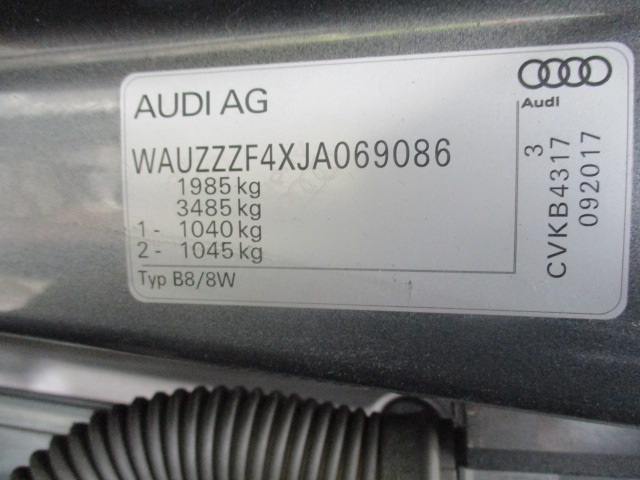 AUDI AG
Audi
WAUZZZF4XJA069086
1985 kg
3485 kg
1- 1040 kg
2- 1045 kg
Typ B8/8W
3
CVKB4317
092017